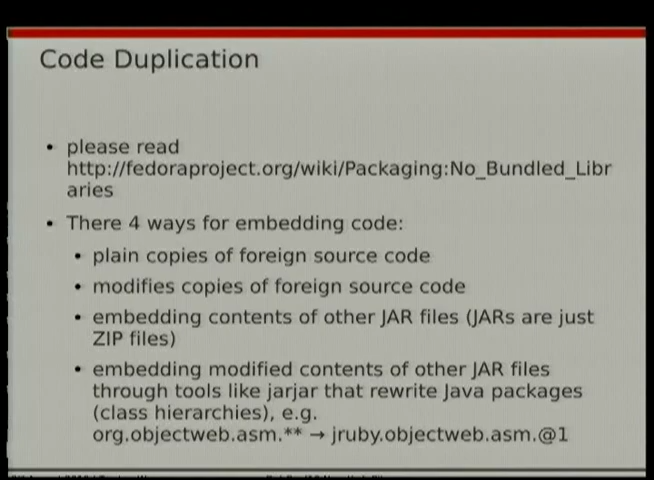 Code Duplication
• please read
http://fedoraproject.org/wiki/Packaging:No_Bundled_Libr
aries
• There 4 ways for embedding code:
• plain copies of foreign source code
• modifies copies of foreign source code
• embedding contents of other JAR files (JARs are just
ZIP files)
• embedding modified contents of other JAR files
through tools like jarjar that rewrite Java packages
(class hierarchies), e.g.
org.objectweb.asm.** → jruby.objectweb.asm.@1